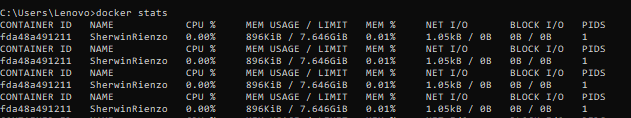 C:\Users\Lenovo>docker stats
CONTAINER ID NAME CPU % MEM USAGE / LIMIT MEM % NET I/O BLOCK I/O PIDS
fda48a491211 SherwinRienzo 0.00% 896KiB / 7.646GiB 0.01% 1.05kB / 0B 0B / 0B 1
CONTAINER ID NAME CPU % MEM USAGE / LIMIT MEM % NET I/O BLOCK I/O PIDS
fda48a491211 SherwinRienzo 0.00% 896KiB / 7.646GiB 0.01% 1.05kB / 0B 0B / 0B 1
CONTAINER ID NAME CPU % MEM USAGE / LIMIT MEM % NET I/O BLOCK I/O PIDS
fda48a491211 SherwinRienzo 0.00% 896KiB / 7.646GiB 0.01% 1.05kB / 0B 0B / 0B 1
CONTAINER ID NAME CPU % MEM USAGE / LIMIT MEM % NET I/O BLOCK I/O PIDS
fda48a491211 SherwinRienzo 0.00% 896KiB / 7.646GiB 0.01% 1.05kB / 0B 0B / 0B 1